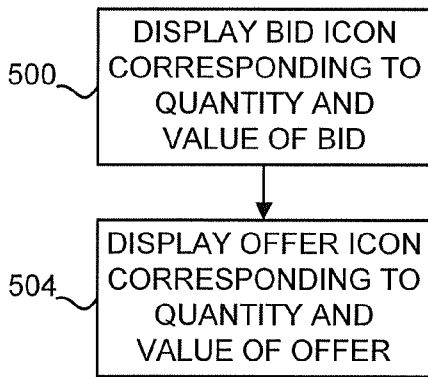 DISPLAY BID ICON
CORRESPONDING TO
500
QUANTITY AND
VALUE OF BID
DISPLAY OFFER ICON
CORRESPONDING TO
504
QUANTITY AND
VALUE OF OFFER